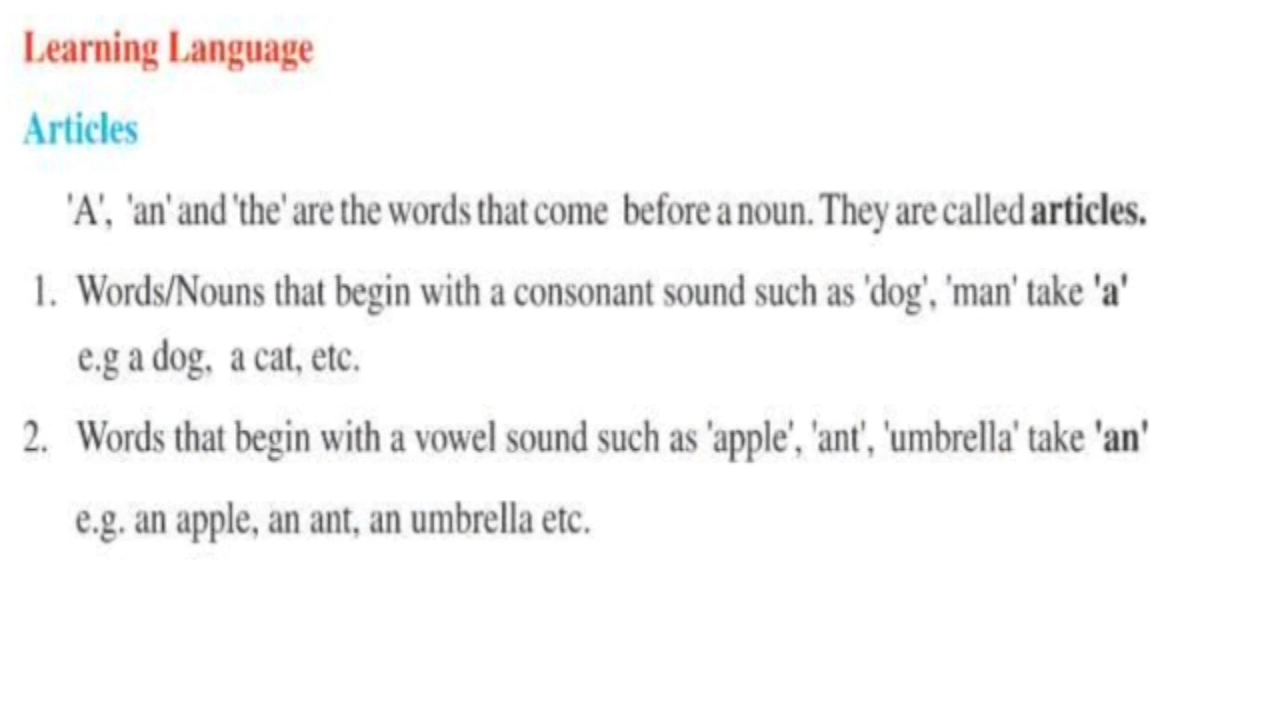 Learning Language
Articles
'A', 'an' and 'the' are the words that come before a noun. They are called articles.
1. Words/Nouns that begin with a consonant sound such as 'dog', 'man' take 'a'
e.g a dog, a cat, etc.
2. Words that begin with a vowel sound such as 'apple', 'ant', 'umbrella' take 'an'
e.g. an apple, an ant, an umbrella etc.